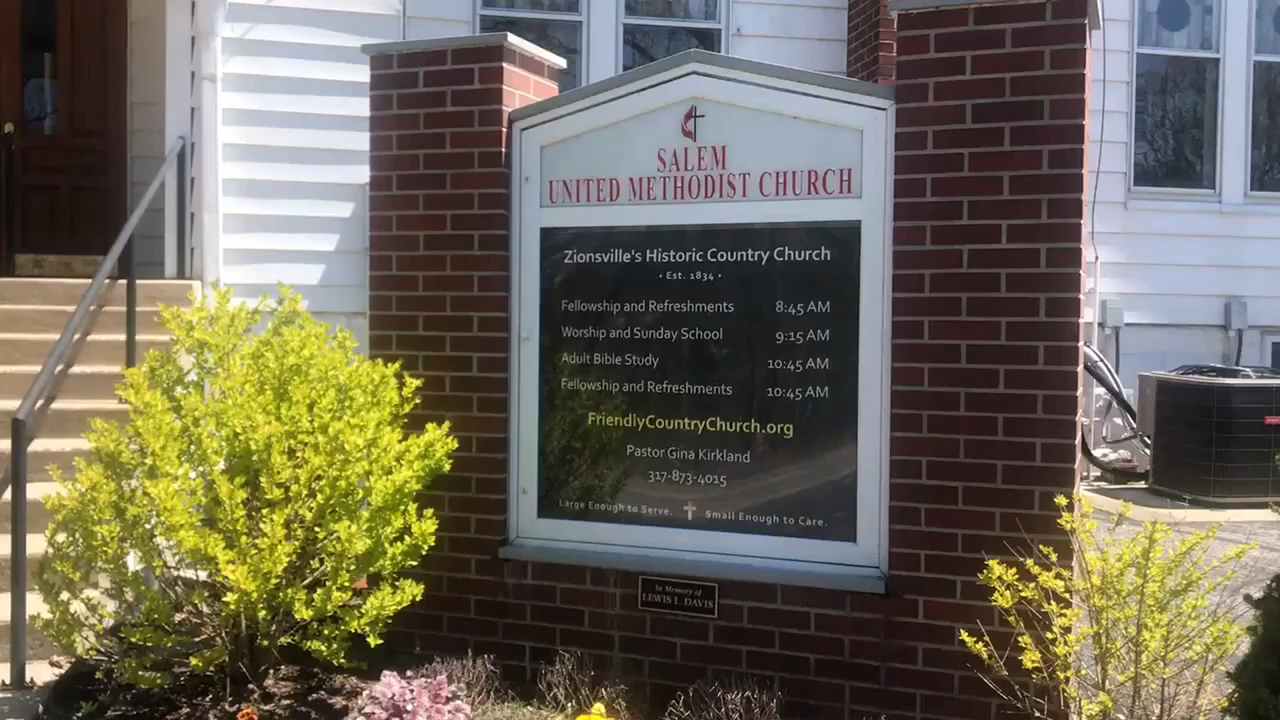 SALEM
UNITED METHODIST CHURCH
Zionsville's Historic Country Church
• Est. 1834 •
Fellowship and Refreshments 8:45 AM
Worship and Sunday School 9:15 AM
Adult Bible Study 10:45 AM
Fellowship and Refreshments 10:45 AM
FriendlyCountryChurch.org
Pastor Gina Kirkland
317-873-4015
Large Enough to Serve. Small Enough to Care.
In Memory of
LEWIS L. DAVIS